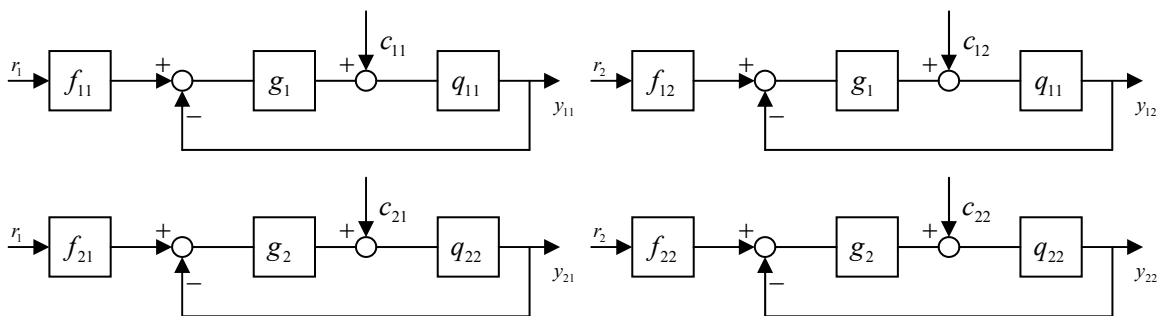 c₁₁ c₁₂
r₁ f₁₁ + − g₁ + q₁₁ y₁₁ r₂ f₁₂ + − g₁ + q₁₁ y₁₂
c₂₁ c₂₂
r₁ f₂₁ + − g₂ + q₂₂ y₂₁ r₂ f₂₂ + − g₂ + q₂₂ y₂₂